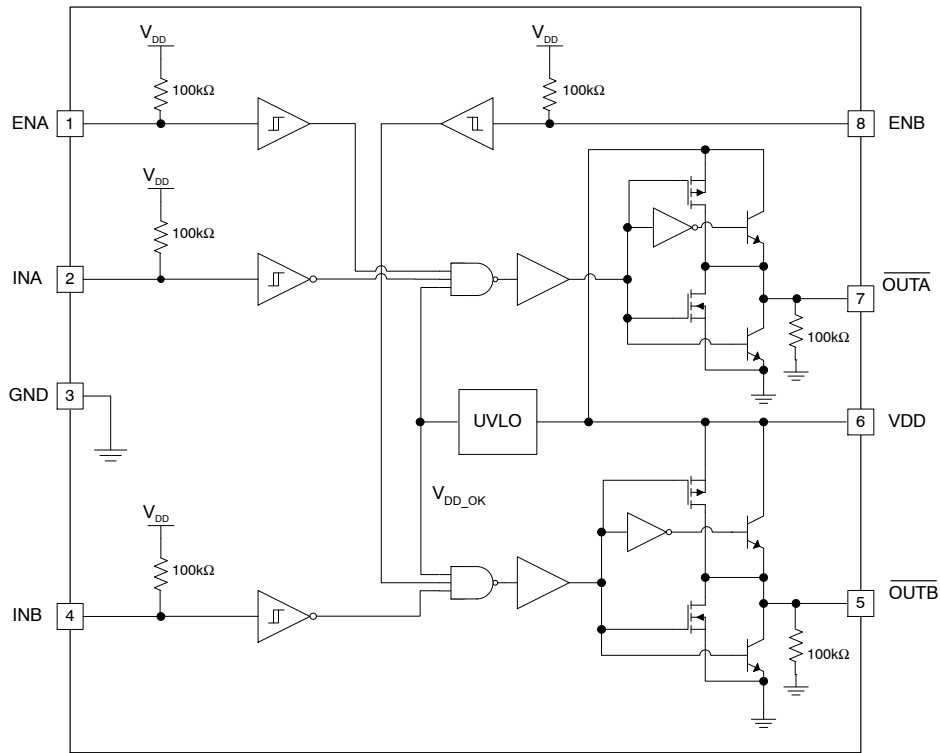 V_DD
100kΩ
ENA
1
V_DD
100kΩ
8
ENB
V_DD
100kΩ
INA
2
7
OUTA
100kΩ
GND
3
UVLO
6
VDD
V_DD_OK
V_DD
100kΩ
INB
4
5
OUTB
100kΩ